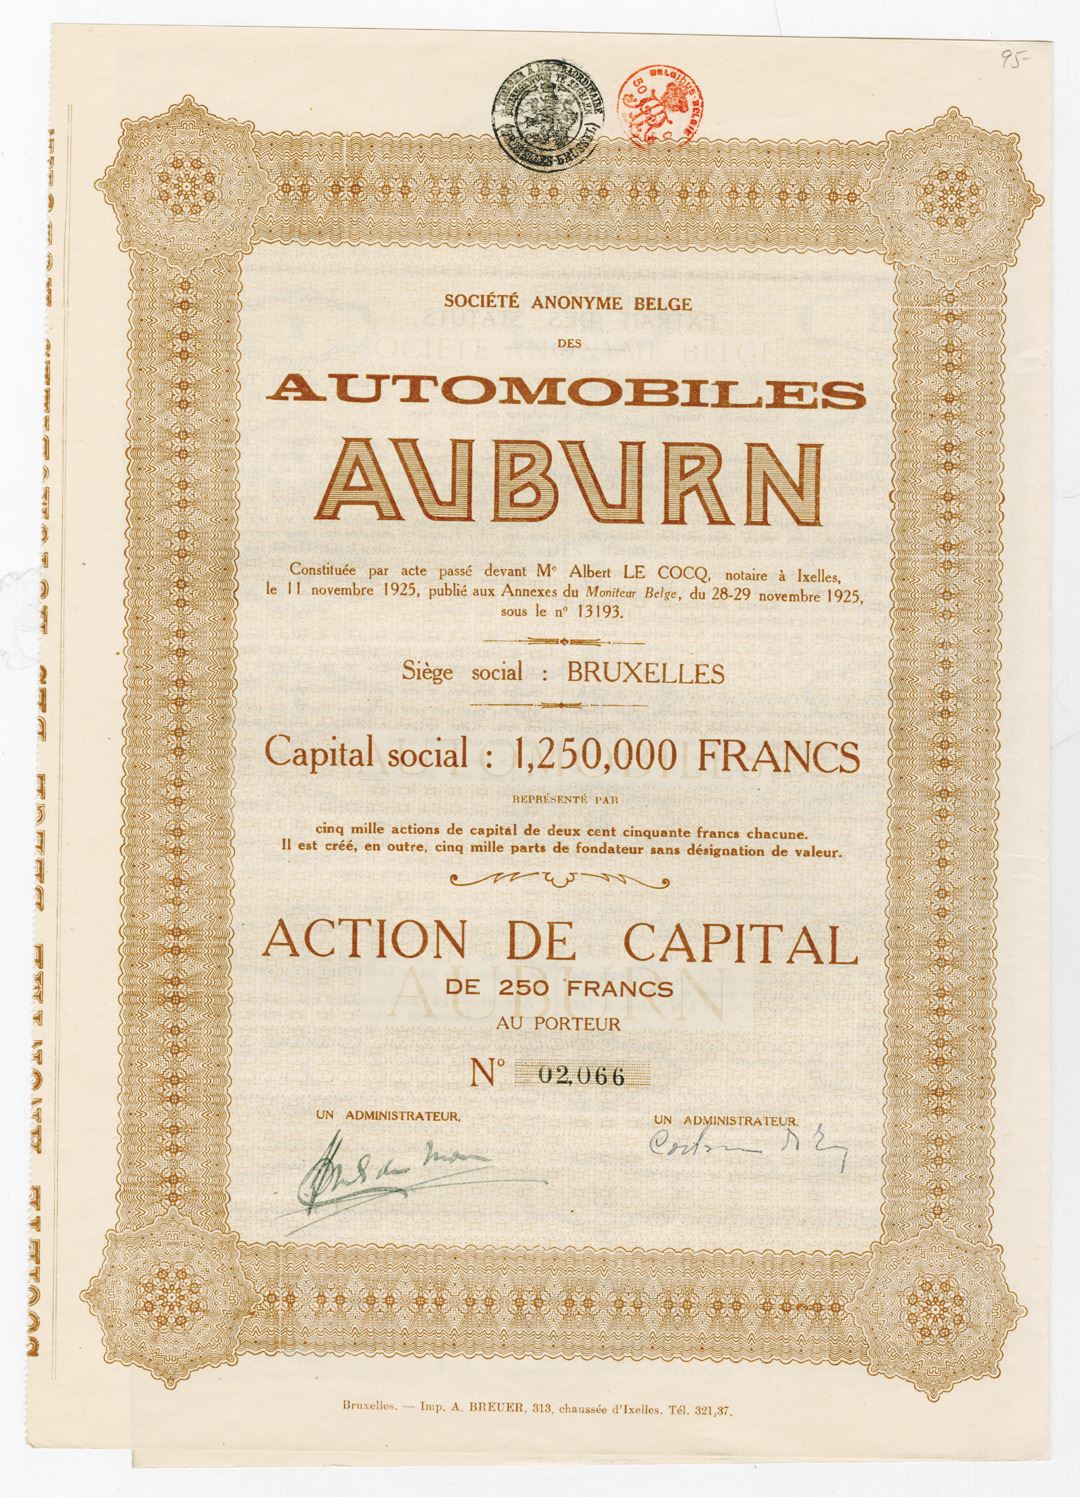 95-
BELGIQUE-BELGIË
SOCIÉTÉ ANONYME BELGE
DES
AUTOMOBILES
AUBURN
Constituée par acte passé devant Me Albert LE COCQ, notaire à Ixelles,
le 11 novembre 1925, publié aux Annexes du Moniteur Belge, du 28-29 novembre 1925,
sous le no 13193.
Siège social : BRUXELLES
Capital social : 1,250,000 FRANCS
REPRÉSENTÉ PAR
cinq mille actions de capital de deux cent cinquante francs chacune.
Il est créé, en outre, cinq mille parts de fondateur sans désignation de valeur.
ACTION DE CAPITAL
DE 250 FRANCS
AU PORTEUR
No 02,066
UN ADMINISTRATEUR,
UN ADMINISTRATEUR,
Bruxelles. — Imp. A. BREUER, 313, chaussée d'Ixelles. Tél. 321,37.